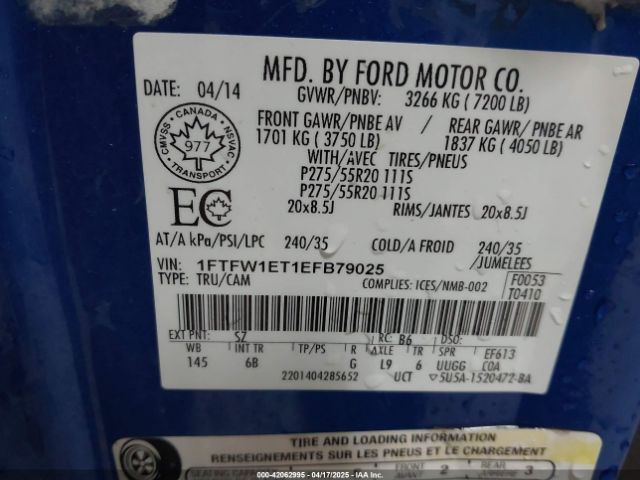 MFD. BY FORD MOTOR CO.
DATE: 04/14
GVWR/PNBV: 3266 KG ( 7200 LB)
FRONT GAWR/PNBE AV / REAR GAWR/ PNBE AR
1701 KG ( 3750 LB) 1837 KG ( 4050 LB)
CMVSS • CANADA • NSVAC • TRANSPORT •
977
WITH/AVEC TIRES/PNEUS
P275/55R20 111S
P275/55R20 111S
EC
20x8.5J RIMS/JANTES 20x8.5J
AT/A kPa/PSI/LPC 240/35 COLD/A FROID 240/35
/JUMELEES
VIN: 1FTFW1ET1EFB79025
TYPE: TRU/CAM COMPLIES: ICES/NMB-002
F0053
T0410
EXT PNT: SZ RC: B6 DSO:
WB INT TR TP/PS R AXLE TR SPR EF613
145 6B G L9 6 UUGG COA
2201404285652 UCT 5U5A-1520472-BA
TIRE AND LOADING INFORMATION
RENSEIGNEMENTS SUR LES PNEUS ET LE CHARGEMENT
SEATING FRONT 2 REAR 3
000-42062995 - 04/17/2025 - IAAI Inc.